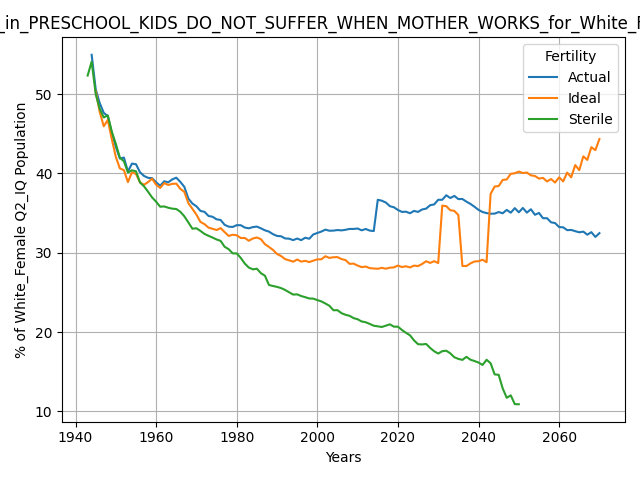 _in_PRESCHOOL_KIDS_DO_NOT_SUFFER_WHEN_MOTHER_WORKS_for_White_
% of White_Female Q2_IQ Population
50
40
30
20
10
Fertility
Actual
Ideal
Sterile
1940
1960
1980
2000
2020
2040
2060
Years